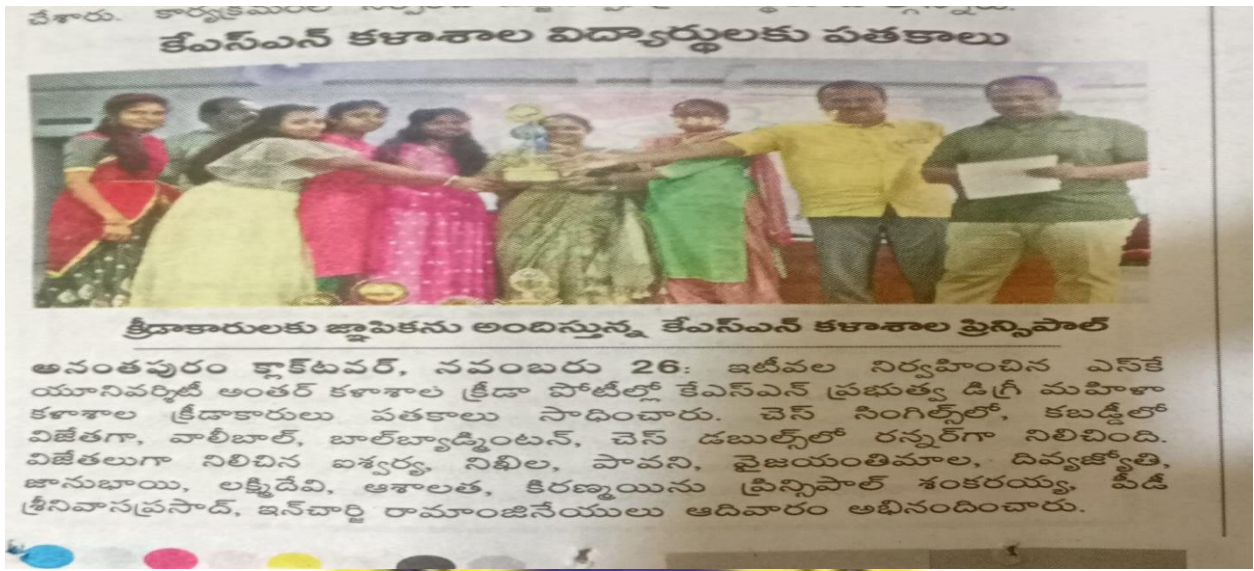 చేశారు. కార్యక్రమంలో
కేఎస్ఎన్ కళాశాల విద్యార్థులకు పతకాలు
క్రీడాకారులకు జ్ఞాపికను అందిస్తున్న కేఎస్ఎన్ కళాశాల ప్రిన్సిపాల్
అనంతపురం క్లాక్‌టవర్, నవంబరు 26: ఇటీవల నిర్వహించిన ఎస్‌కే
యూనివర్శిటీ అంతర్ కళాశాల క్రీడా పోటీల్లో కేఎస్ఎన్ ప్రభుత్వ డిగ్రీ మహిళా
కళాశాల క్రీడాకారులు పతకాలు సాధించారు. చెస్ సింగిల్స్‌లో, కబడ్డీలో
విజేతగా, వాలీబాల్, బాల్‌బ్యాడ్మింటన్, చెస్ డబుల్స్‌లో రన్నర్‌గా నిలిచింది.
విజేతలుగా నిలిచిన ఐశ్వర్య, నిఖిల, పావని, వైజయంతిమాల, దివ్యజ్యోతి,
జానుభాయి, లక్ష్మిదేవి, ఆశాలత, కిరణ్మయిను ప్రిన్సిపాల్ శంకరయ్య, పీడీ
శ్రీనివాసప్రసాద్, ఇన్‌చార్జి రామాంజినేయులు ఆదివారం అభినందించారు.